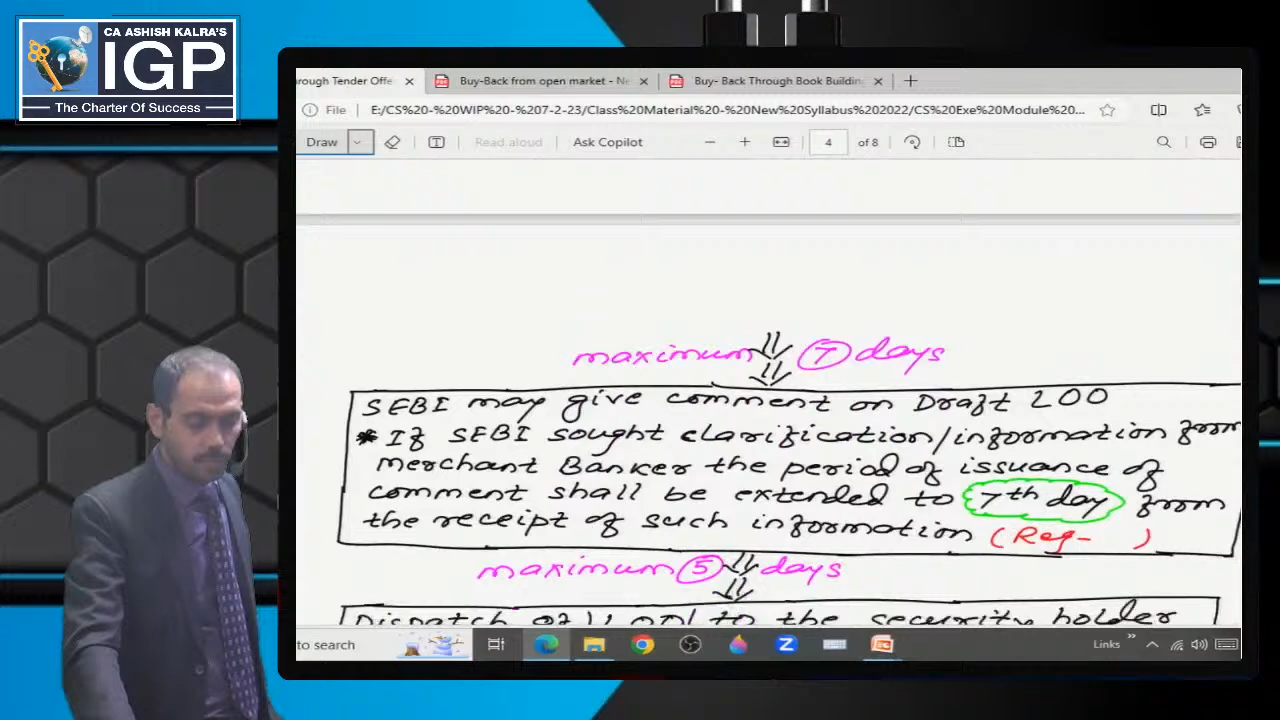 CA ASHISH KALRA'S
IGP
The Charter Of Success
hrough Tender Offe
Buy-Back from open market - Ne
Buy- Back Through Book Buildin
File
E:/CS%20-%20WIP%20-%207-2-23/Class%20Material%20-%20New%20Syllabus%202022/CS%20Exe%20Module%20...
Draw
Read aloud
Ask Copilot
4
of 8
maximum 7 days
SEBI may give comment on Draft LOO
* If SEBI sought clarification/information from
Merchant Banker the period of issuance of
comment shall be extended to 7th day from
the receipt of such information (Reg- )
maximum 5 days
Dispatch of to the security holder
to search
Links